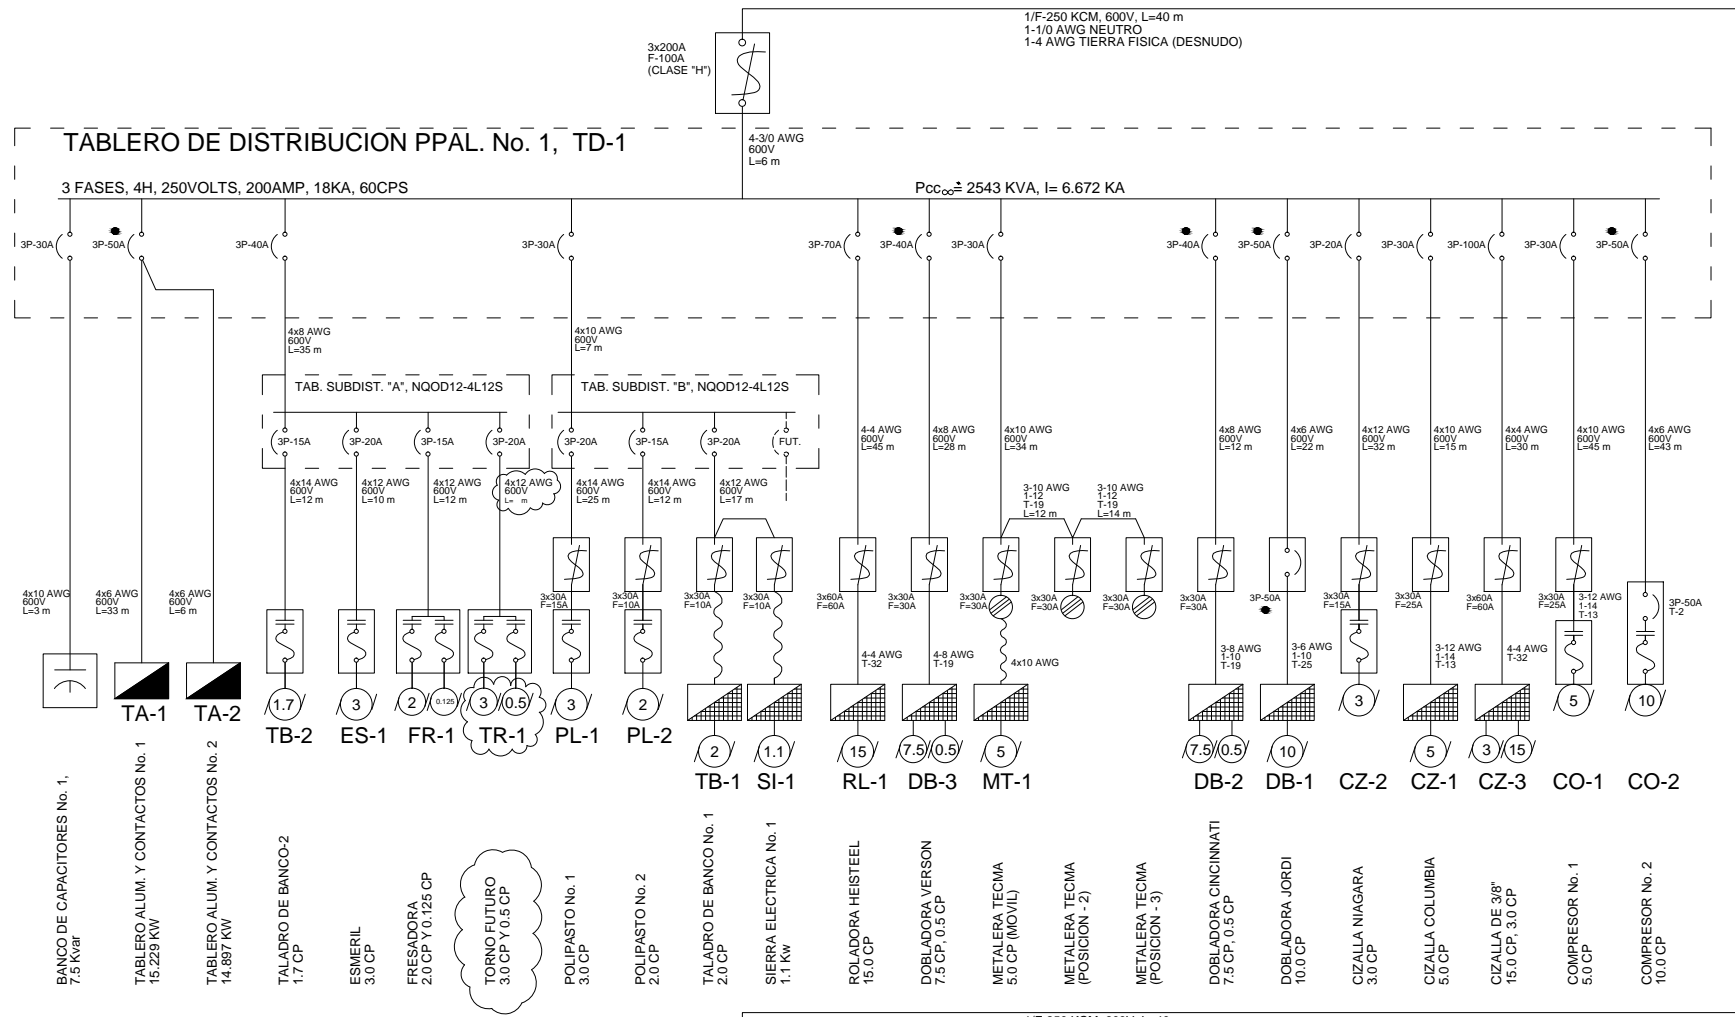 1/F-250 KCM, 600V, L=40 m
1-1/0 AWG NEUTRO
1-4 AWG TIERRA FISICA (DESNUDO)
3x200A
F-100A
(CLASE "H")
4-3/0 AWG
600V
L=6 m
TABLERO DE DISTRIBUCION PPAL. No. 1, TD-1
3 FASES, 4H, 250VOLTS, 200AMP, 18KA, 60CPS
Pcc∞= 2543 KVA, I= 6.672 KA
3P-30A
3P-50A
3P-40A
3P-30A
3P-70A
3P-40A
3P-30A
3P-40A
3P-50A
3P-20A
3P-30A
3P-100A
3P-30A
3P-50A
4x8 AWG
600V
L=35 m
4x10 AWG
600V
L=7 m
TAB. SUBDIST. "A", NQOD12-4L12S
TAB. SUBDIST. "B", NQOD12-4L12S
3P-15A
3P-20A
3P-15A
3P-20A
3P-20A
3P-15A
3P-20A
FUT.
4-4 AWG
600V
L=45 m
4x8 AWG
600V
L=28 m
4x10 AWG
600V
L=34 m
4x8 AWG
600V
L=12 m
4x6 AWG
600V
L=22 m
4x12 AWG
600V
L=32 m
4x10 AWG
600V
L=15 m
4x4 AWG
600V
L=30 m
4x10 AWG
600V
L=45 m
4x6 AWG
600V
L=43 m
4x14 AWG
600V
L=12 m
4x12 AWG
600V
L=10 m
4x12 AWG
600V
L=12 m
4x12 AWG
600V
L= m
4x14 AWG
600V
L=25 m
4x14 AWG
600V
L=12 m
4x12 AWG
600V
L=17 m
3-10 AWG
1-12
T-19
L=12 m
3-10 AWG
1-12
T-19
L=14 m
4x10 AWG
600V
L=3 m
4x6 AWG
600V
L=33 m
4x6 AWG
600V
L=6 m
3x30A
F=15A
3x30A
F=10A
3x30A
F=10A
3x30A
F=10A
3x60A
F=60A
3x30A
F=30A
3x30A
F=30A
3x30A
F=30A
3x30A
F=30A
3x30A
F=30A
3P-50A
3x30A
F=15A
3x30A
F=25A
3x60A
F=60A
3x30A
F=25A
3-12 AWG
1-14
T-13
3P-50A
T-2
4-4 AWG
T-32
4-8 AWG
T-19
4x10 AWG
3-8 AWG
1-10
T-19
3-6 AWG
1-10
T-25
3-12 AWG
1-14
T-13
4-4 AWG
T-32
1.7
3
2
0.125
3
0.5
3
2
3
5
10
TA-1
TA-2
TB-2
ES-1
FR-1
TR-1
PL-1
PL-2
2
1.1
15
7.5
0.5
5
7.5
0.5
10
5
3
15
TB-1
SI-1
RL-1
DB-3
MT-1
DB-2
DB-1
CZ-2
CZ-1
CZ-3
CO-1
CO-2
BANCO DE CAPACITORES No. 1,
7.5 Kvar
TABLERO ALUM. Y CONTACTOS No. 1
15.229 KW
TABLERO ALUM. Y CONTACTOS No. 2
14.897 KW
TALADRO DE BANCO-2
1.7 CP
ESMERIL
3.0 CP
FRESADORA
2.0 CP Y 0.125 CP
TORNO FUTURO
3.0 CP Y 0.5 CP
POLIPASTO No. 1
3.0 CP
POLIPASTO No. 2
2.0 CP
TALADRO DE BANCO No. 1
2.0 CP
SIERRA ELECTRICA No. 1
1.1 Kw
ROLADORA HEISTEEL
15.0 CP
DOBLADORA VERSON
7.5 CP, 0.5 CP
METALERA TECMA
5.0 CP (MOVIL)
METALERA TECMA
(POSICION - 2)
METALERA TECMA
(POSICION - 3)
DOBLADORA CINCINNATI
7.5 CP, 0.5 CP
DOBLADORA JORDI
10.0 CP
CIZALLA NIAGARA
3.0 CP
CIZALLA COLUMBIA
5.0 CP
CIZALLA DE 3/8"
15.0 CP, 3.0 CP
COMPRESOR No. 1
5.0 CP
COMPRESOR No. 2
10.0 CP